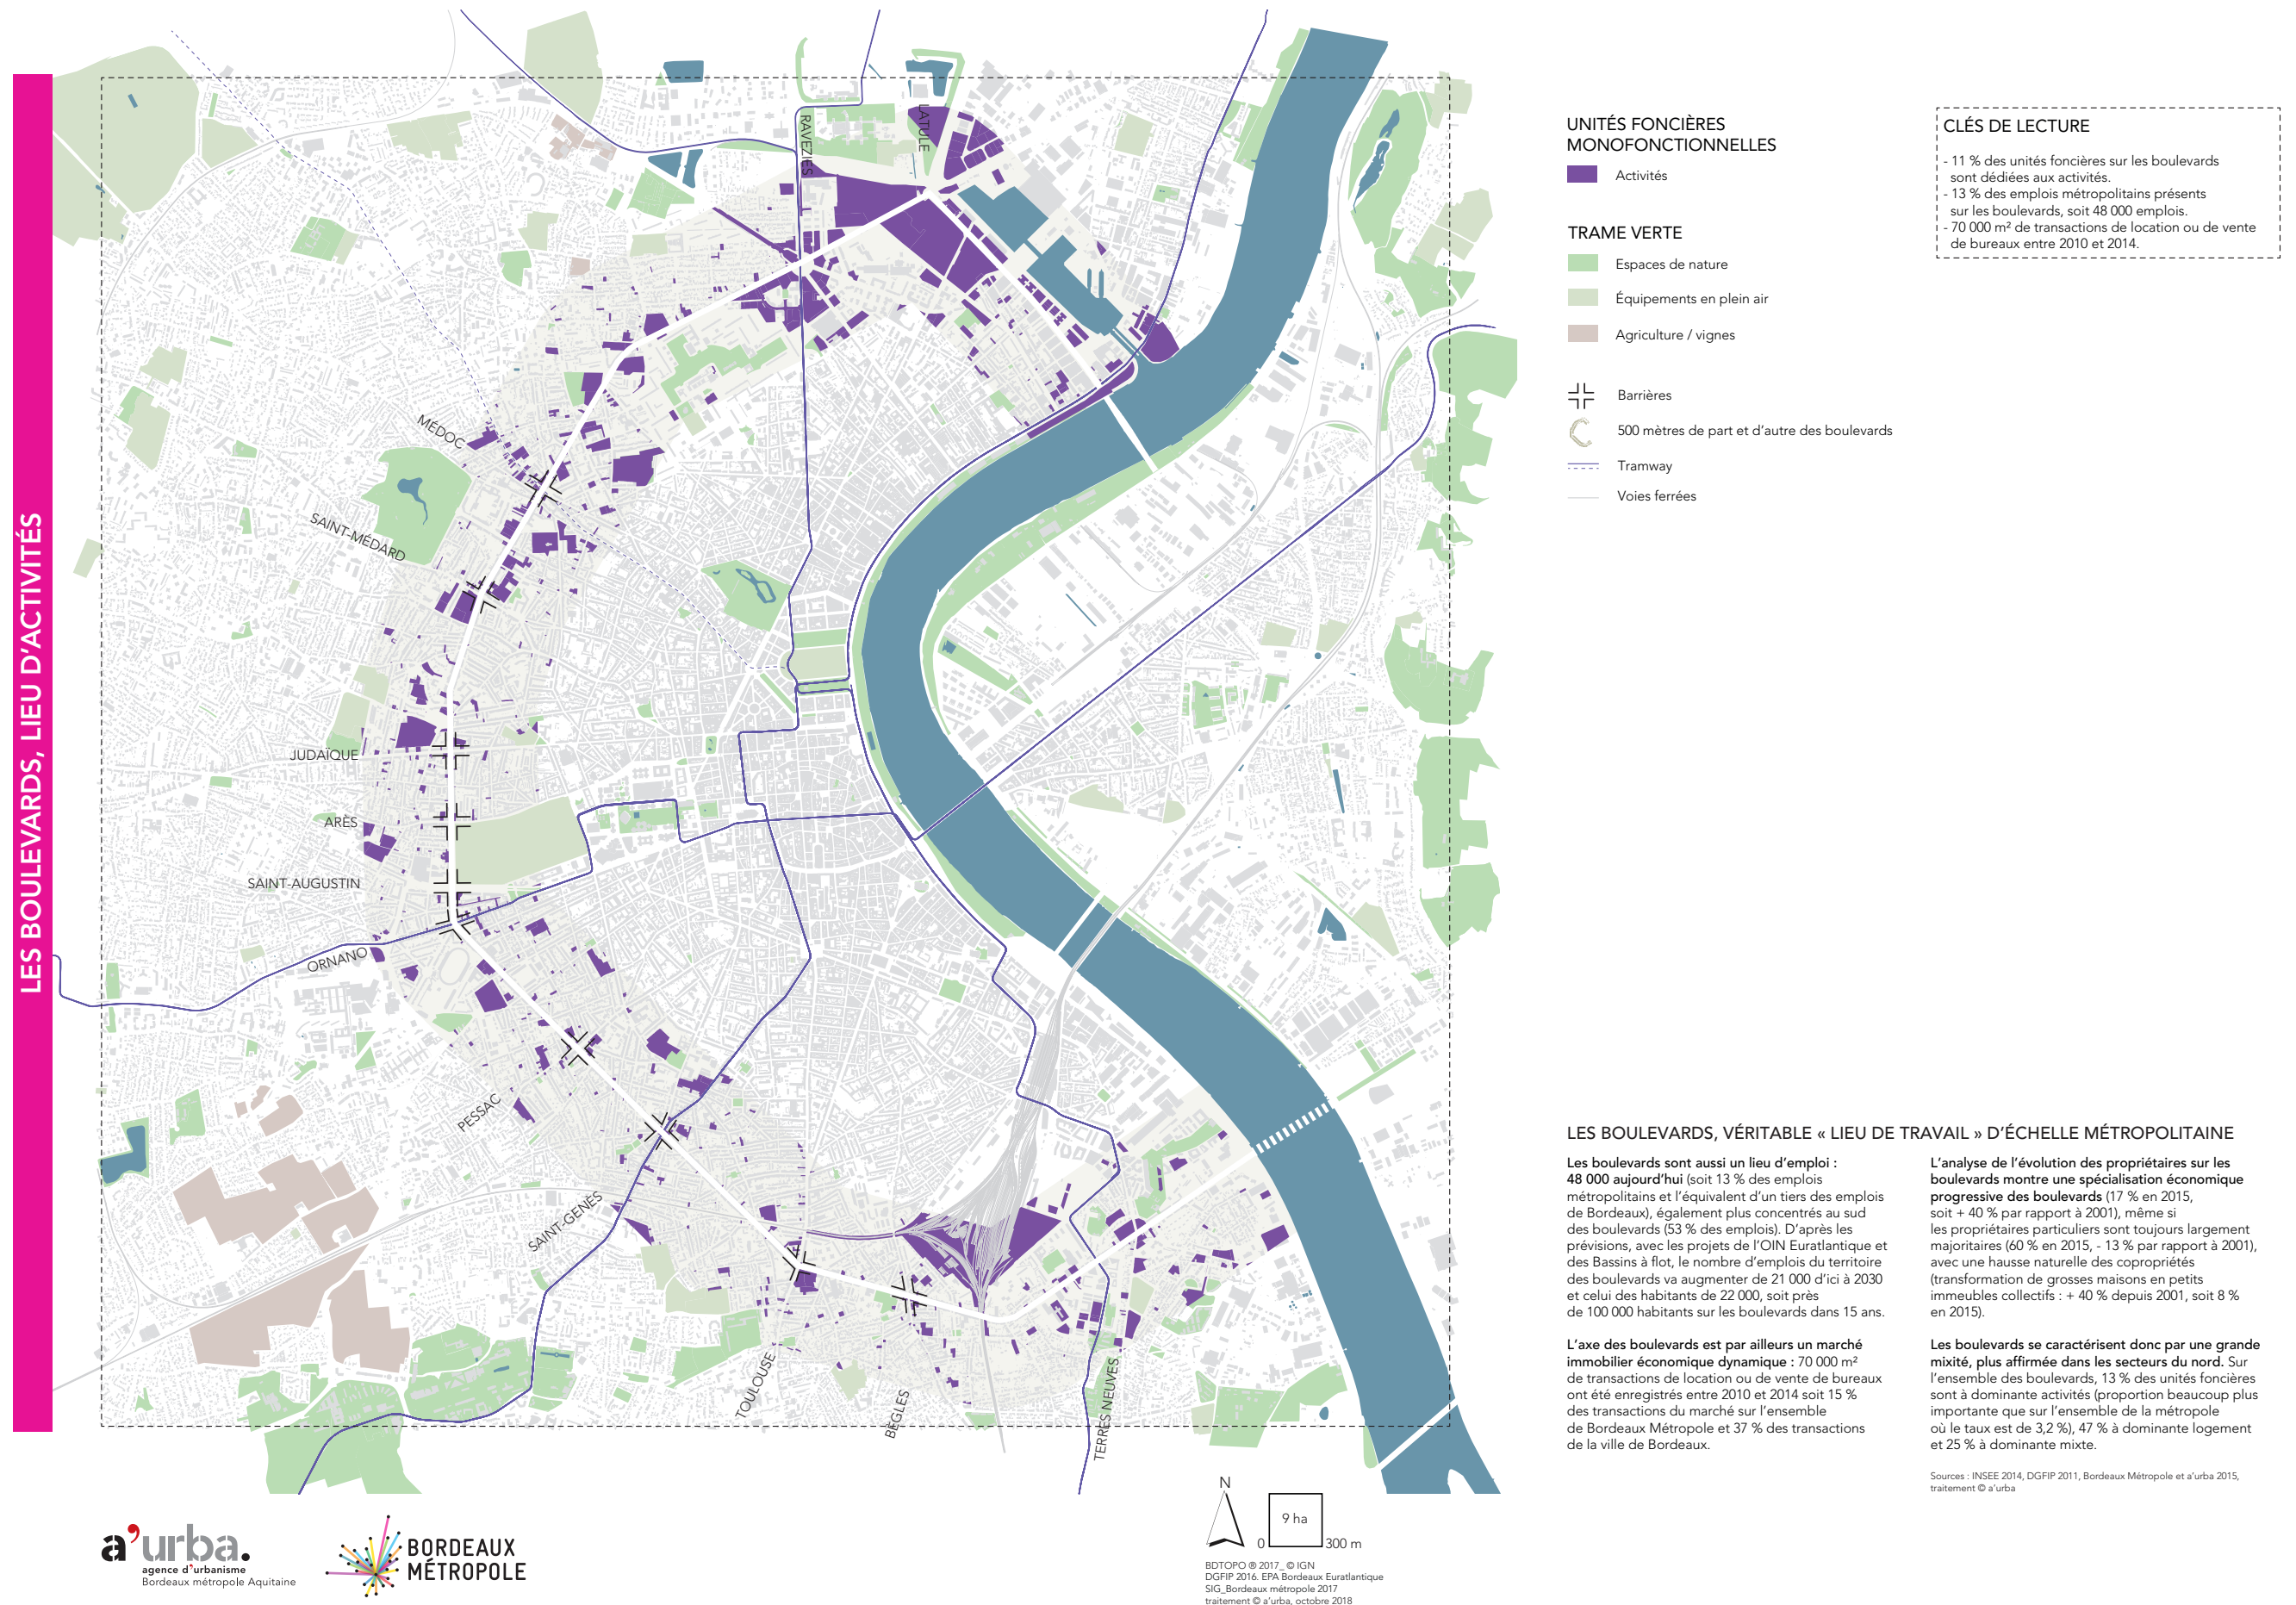 LES BOULEVARDS, LIEU D'ACTIVITÉS
RAVEZIES
LATULE
MÉDOC
SAINT-MÉDARD
JUDAÏQUE
ARÈS
SAINT-AUGUSTIN
ORNANO
PESSAC
SAINT-GENÈS
TOULOUSE
BÈGLES
TERRES NEUVES
UNITÉS FONCIÈRES
MONOFONCTIONNELLES
Activités
TRAME VERTE
Espaces de nature
Équipements en plein air
Agriculture / vignes
Barrières
500 mètres de part et d'autre des boulevards
Tramway
Voies ferrées
CLÉS DE LECTURE
- 11 % des unités foncières sur les boulevards
sont dédiées aux activités.
- 13 % des emplois métropolitains présents
sur les boulevards, soit 48 000 emplois.
- 70 000 m² de transactions de location ou de vente
de bureaux entre 2010 et 2014.
LES BOULEVARDS, VÉRITABLE « LIEU DE TRAVAIL » D'ÉCHELLE MÉTROPOLITAINE
Les boulevards sont aussi un lieu d'emploi :
48 000 aujourd'hui (soit 13 % des emplois
métropolitains et l'équivalent d'un tiers des emplois
de Bordeaux), également plus concentrés au sud
des boulevards (53 % des emplois). D'après les
prévisions, avec les projets de l'OIN Euratlantique et
des Bassins à flot, le nombre d'emplois du territoire
des boulevards va augmenter de 21 000 d'ici à 2030
et celui des habitants de 22 000, soit près
de 100 000 habitants sur les boulevards dans 15 ans.
L'axe des boulevards est par ailleurs un marché
immobilier économique dynamique : 70 000 m²
de transactions de location ou de vente de bureaux
ont été enregistrés entre 2010 et 2014 soit 15 %
des transactions du marché sur l'ensemble
de Bordeaux Métropole et 37 % des transactions
de la ville de Bordeaux.
L'analyse de l'évolution des propriétaires sur les
boulevards montre une spécialisation économique
progressive des boulevards (17 % en 2015,
soit + 40 % par rapport à 2001), même si
les propriétaires particuliers sont toujours largement
majoritaires (60 % en 2015, - 13 % par rapport à 2001),
avec une hausse naturelle des copropriétés
(transformation de grosses maisons en petits
immeubles collectifs : + 40 % depuis 2001, soit 8 %
en 2015).
Les boulevards se caractérisent donc par une grande
mixité, plus affirmée dans les secteurs du nord. Sur
l'ensemble des boulevards, 13 % des unités foncières
sont à dominante activités (proportion beaucoup plus
importante que sur l'ensemble de la métropole
où le taux est de 3,2 %), 47 % à dominante logement
et 25 % à dominante mixte.
Sources : INSEE 2014, DGFIP 2011, Bordeaux Métropole et a'urba 2015,
traitement © a'urba
N
9 ha
0
300 m
BDTOPO ® 2017_ © IGN
DGFIP 2016. EPA Bordeaux Euratlantique
SIG_Bordeaux métropole 2017
traitement © a'urba, octobre 2018
a'urba.
agence d'urbanisme
Bordeaux métropole Aquitaine
BORDEAUX
MÉTROPOLE